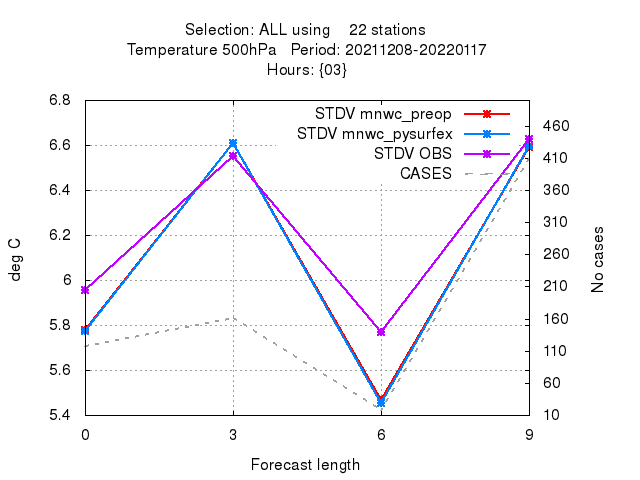 Selection: ALL using 22 stations
Temperature 500hPa Period: 20211208-20220117
Hours: {03}
STDV mnwc_preop
STDV mnwc_pysurfex
STDV OBS
CASES
6.8
6.6
6.4
6.2
6
5.8
5.6
5.4
460
410
360
310
260
210
160
110
60
10
deg C
No cases
0 3 6 9
Forecast length